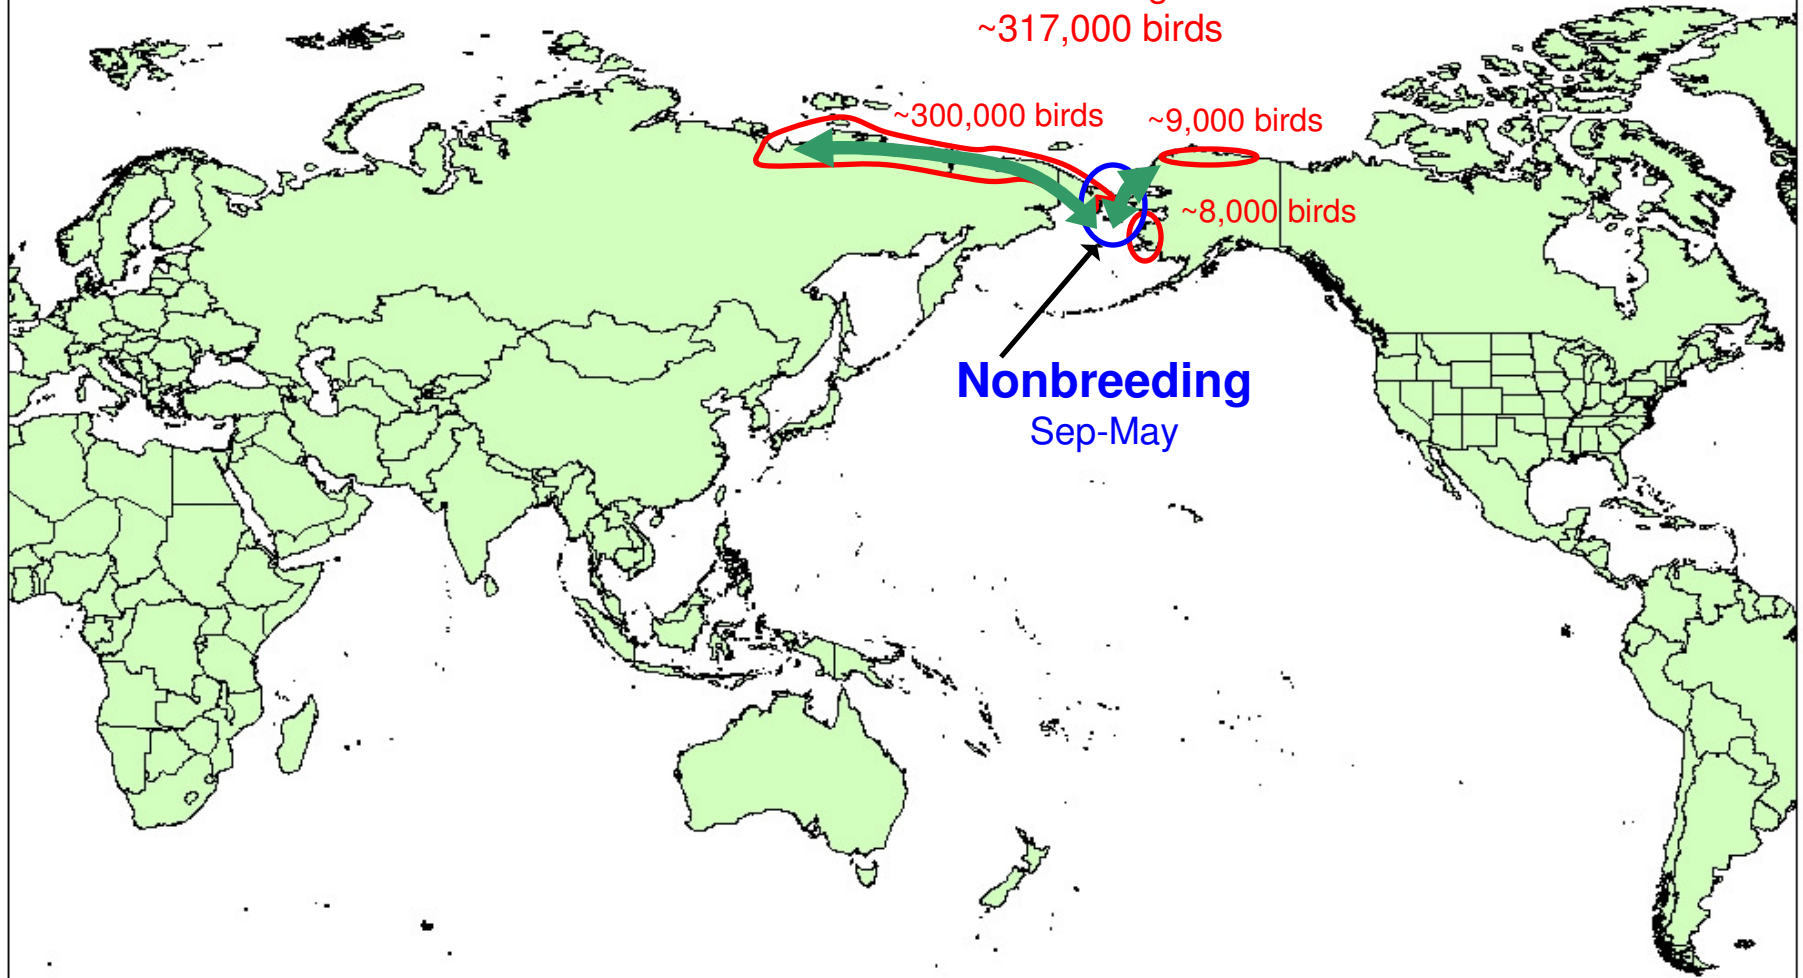 ~317,000 birds
~300,000 birds
~9,000 birds
~8,000 birds
Nonbreeding
Sep-May